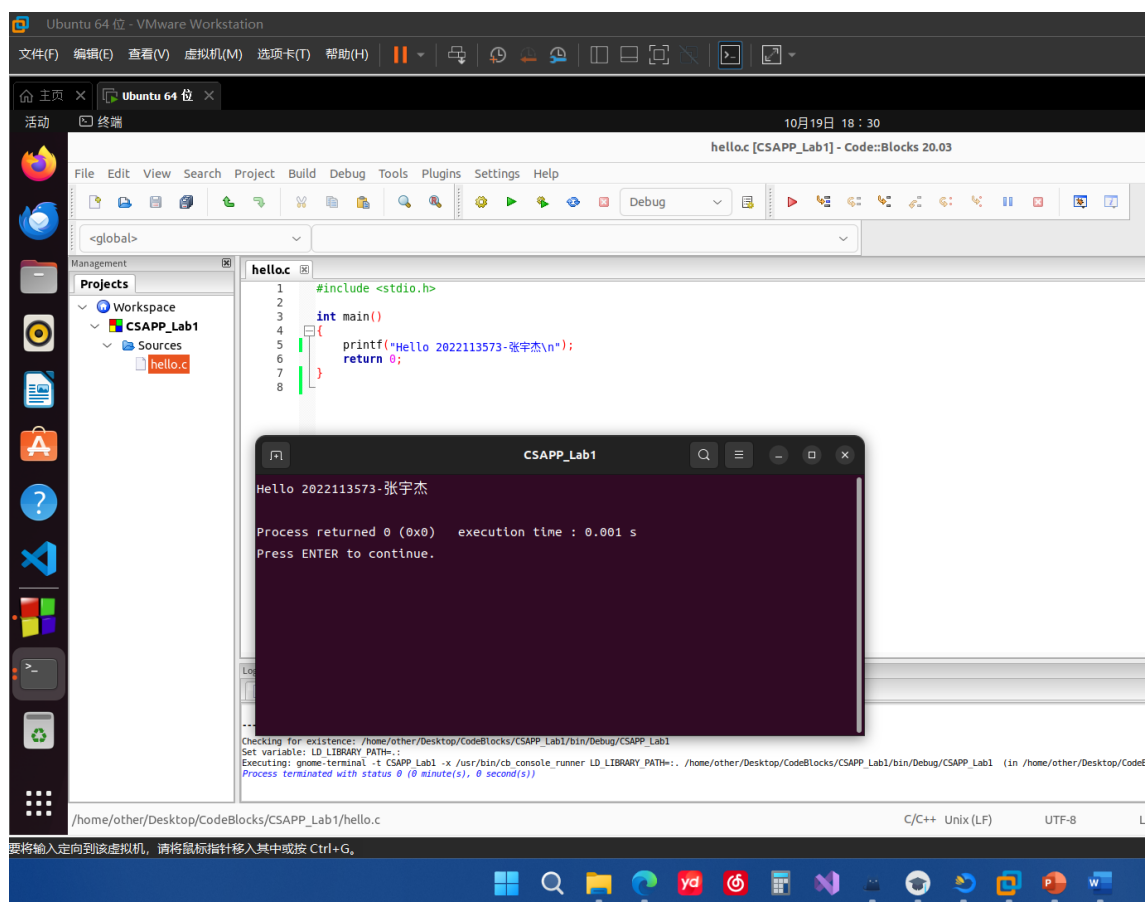 Ubuntu 64 位 - VMware Workstation
文件(F) 编辑(E) 查看(V) 虚拟机(M) 选项卡(T) 帮助(H)
主页 Ubuntu 64 位
活动 终端 10月19日 18：30
hello.c [CSAPP_Lab1] - Code::Blocks 20.03
File Edit View Search Project Build Debug Tools Plugins Settings Help
Debug
<global>
Management
Projects
Workspace
CSAPP_Lab1
Sources
hello.c
hello.c
1 #include <stdio.h>
2
3 int main()
4 {
5 printf("Hello 2022113573-张宇杰\n");
6 return 0;
7 }
8
CSAPP_Lab1
Hello 2022113573-张宇杰
Process returned 0 (0x0) execution time : 0.001 s
Press ENTER to continue.
Checking for existence: /home/other/Desktop/CodeBlocks/CSAPP_Lab1/bin/Debug/CSAPP_Lab1
Set variable: LD_LIBRARY_PATH=.:
Executing: gnome-terminal -t CSAPP_Lab1 -x /usr/bin/cb_console_runner LD_LIBRARY_PATH=:. /home/other/Desktop/CodeBlocks/CSAPP_Lab1/bin/Debug/CSAPP_Lab1 (in /home/other/Desktop/CodeB
Process terminated with status 0 (0 minute(s), 0 second(s))
/home/other/Desktop/CodeBlocks/CSAPP_Lab1/hello.c C/C++ Unix (LF) UTF-8
要将输入定向到该虚拟机，请将鼠标指针移入其中或按 Ctrl+G。
yd